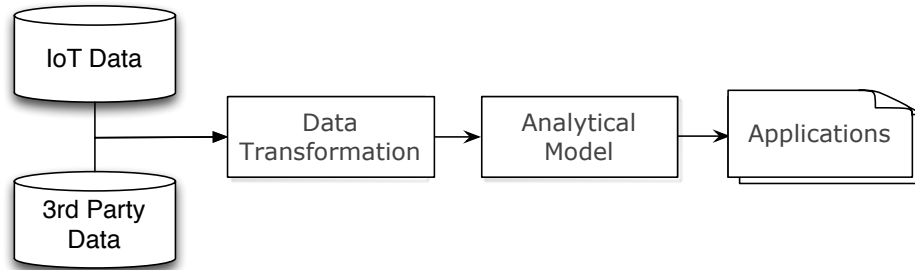 IoT Data
Data
Transformation
Analytical
Model
Applications
3rd Party
Data